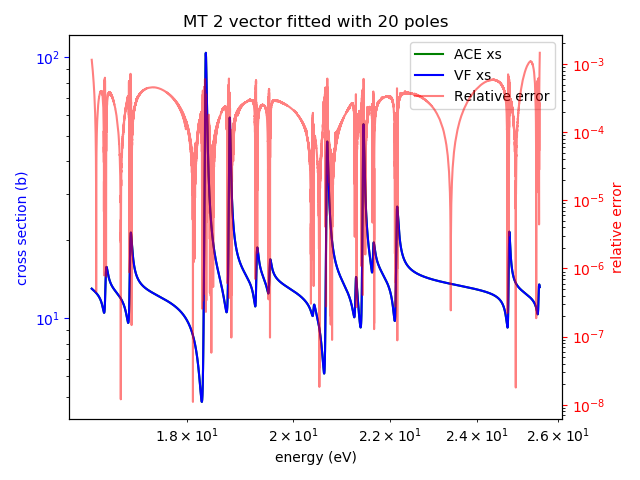 MT 2 vector fitted with 20 poles
ACE xs
VF xs
Relative error
10²
10¹
cross section (b)
10⁻³
10⁻⁴
10⁻⁵
10⁻⁶
10⁻⁷
10⁻⁸
relative error
1.8 × 10¹ 2 × 10¹ 2.2 × 10¹ 2.4 × 10¹ 2.6 × 10¹
energy (eV)